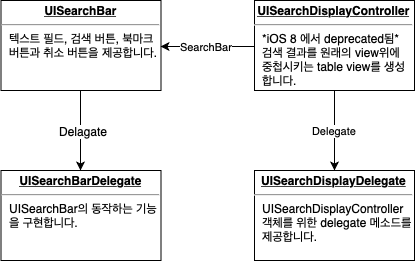 UISearchBar
텍스트 필드, 검색 버튼, 북마크
버튼과 취소 버튼을 제공합니다.
SearchBar
UISearchDisplayController
*iOS 8 에서 deprecated됨*
검색 결과를 원래의 view위에
중첩시키는 table view를 생성
합니다.
Delagate
Delegate
UISearchBarDelegate
UISearchBar의 동작하는 기능
을 구현합니다.
UISearchDisplayDelegate
UISearchDisplayController
객체를 위한 delegate 메소드를
제공합니다.